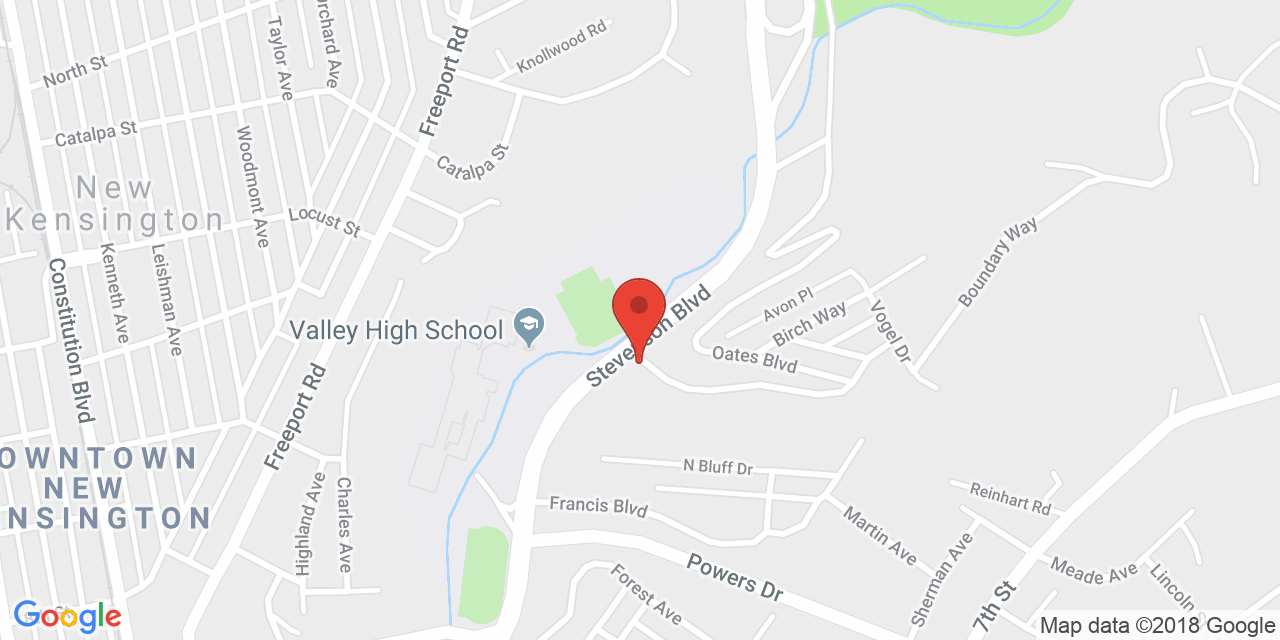 North St
Taylor Ave
Orchard Ave
Freeport Rd
Knollwood Rd
Catalpa St
Catalpa St
Woodmont Ave
New
Kensington
Locust St
Constitution Blvd
Kenneth Ave
Leishman Ave
Boundary Way
Valley High School
Avon Pl
Birch Way
Vogel Dr
Oates Blvd
Stevenson Blvd
Freeport Rd
OWNTOWN
NEW
NSINGTON
Highland Ave
Charles Ave
N Bluff Dr
Francis Blvd
Martin Ave
Reinhart Rd
Powers Dr
Forest Ave
Sherman Ave
7th St
Meade Ave
Lincoln
Google
Map data ©2018 Google